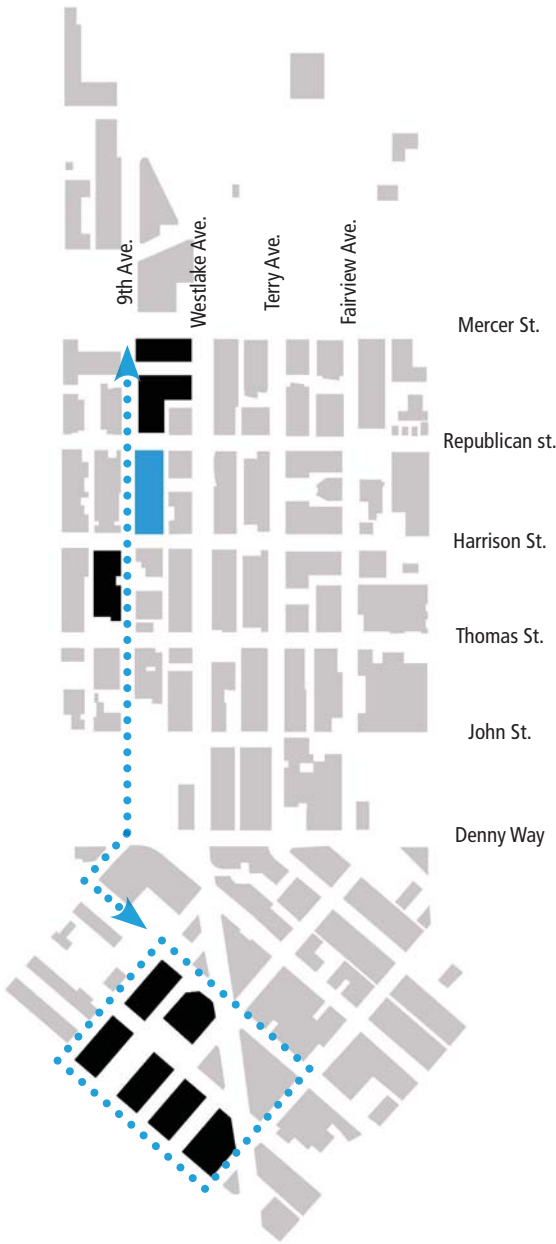 9th Ave.
Westlake Ave.
Terry Ave.
Fairview Ave.
Mercer St.
Republican st.
Harrison St.
Thomas St.
John St.
Denny Way